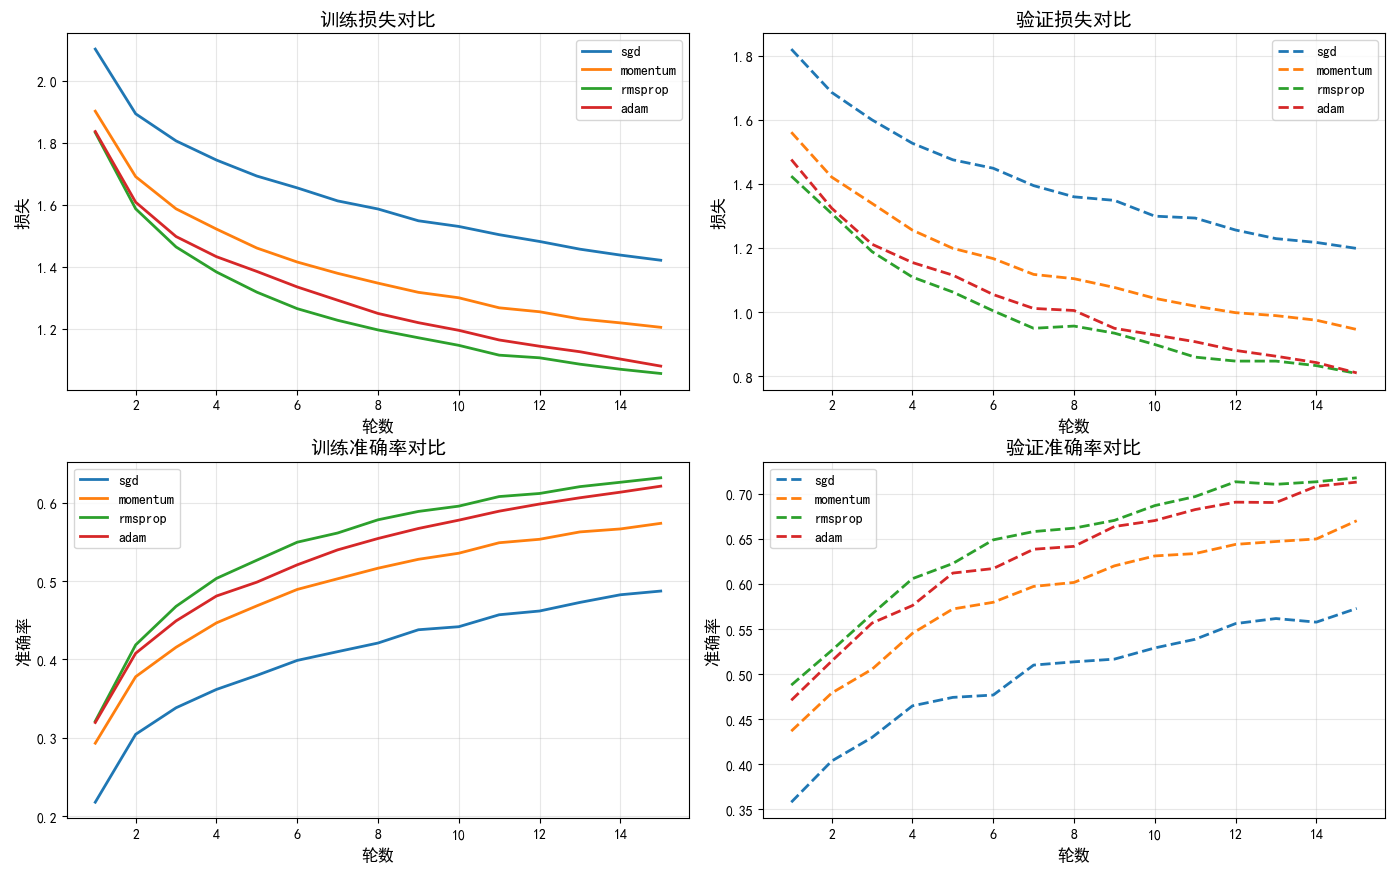 训练损失对比
2.0
1.8
1.6
1.4
1.2
损失
sgd
momentum
rmsprop
adam
2 4 6 8 10 12 14
轮数
验证损失对比
1.8
1.6
1.4
1.2
1.0
0.8
损失
sgd
momentum
rmsprop
adam
2 4 6 8 10 12 14
轮数
训练准确率对比
0.6
0.5
0.4
0.3
0.2
准确率
sgd
momentum
rmsprop
adam
2 4 6 8 10 12 14
轮数
验证准确率对比
0.70
0.65
0.60
0.55
0.50
0.45
0.40
0.35
准确率
sgd
momentum
rmsprop
adam
2 4 6 8 10 12 14
轮数